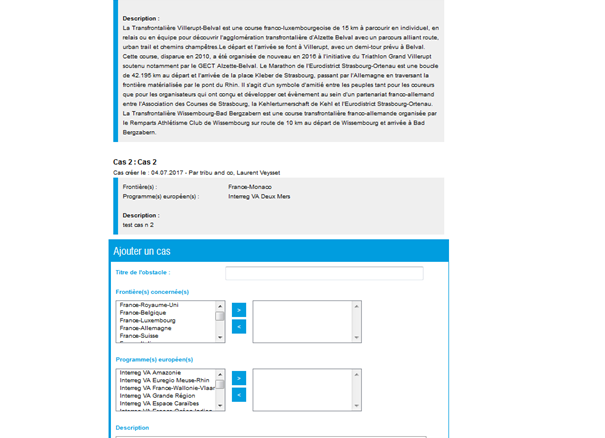 Description :
La Transfrontalière Villerupt-Belval est une course franco-luxembourgeoise de 15 km à parcourir en individuel, en
relais ou en équipe pour découvrir l'agglomération transfrontalière d'Alzette Belval avec un parcours alliant route,
urban trail et chemins champêtres.Le départ et l'arrivée se font à Villerupt, avec un demi-tour prévu à Belval.
Cette course, disparue en 2010, a été organisée de nouveau en 2016 à l'initiative du Triathlon Grand Villerupt
soutenu notamment par le GECT Alzette-Belval. Le Marathon de l'Eurodistrict Strasbourg-Ortenau est une boucle
de 42.195 km au départ et l'arrivée de la place Kleber de Strasbourg, passant par l'Allemagne en traversant la
frontière matérialisée par le pont du Rhin. Il s'agit d'un symbole d'amitié entre les peuples tant pour les coureurs
que pour les organisateurs qui ont conçu et développer cet évènement au sein d'un partenariat franco-allemand
entre l'Association des Courses de Strasbourg, la Kehlerturnerschaft de Kehl et l'Eurodistrict Strasbourg-Ortenau.
La Transfrontalière Wissembourg-Bad Bergzabern est une course transfrontalière franco-allemande organisée par
le Remparts Athlétisme Club de Wissembourg sur route de 10 km au départ de Wissembourg et arrivée à Bad
Bergzabern.
Cas 2 : Cas 2
Cas créer le : 04.07.2017 - Par tribu and co, Laurent Veysset
Frontière(s) : France-Monaco
Programme(s) européen(s) : Interreg VA Deux Mers
Description :
test cas n 2
Ajouter un cas
Titre de l'obstacle :
Frontière(s) concernée(s)
France-Royaume-Uni
France-Belgique
France-Luxembourg
France-Allemagne
France-Suisse
>
<
Programme(s) européen(s)
Interreg VA Amazonie
Interreg VA Euregio Meuse-Rhin
Interreg VA France-Wallonie-Vlaan
Interreg VA Grande Région
Interreg VA Espace Caraïbes
>
<
Description